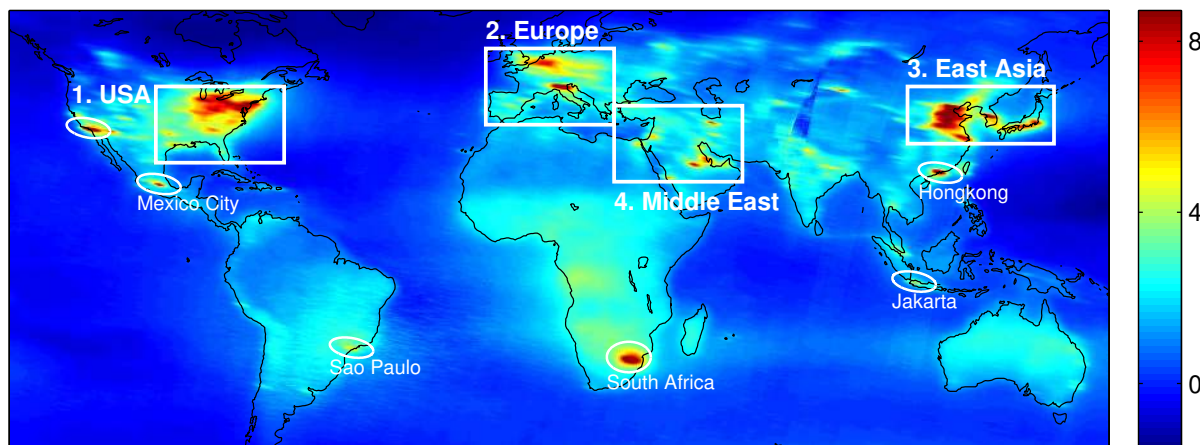 2. Europe
8
3. East Asia
1. USA
Mexico City
4. Middle East
Hongkong
4
Jakarta
Sao Paulo
South Africa
0